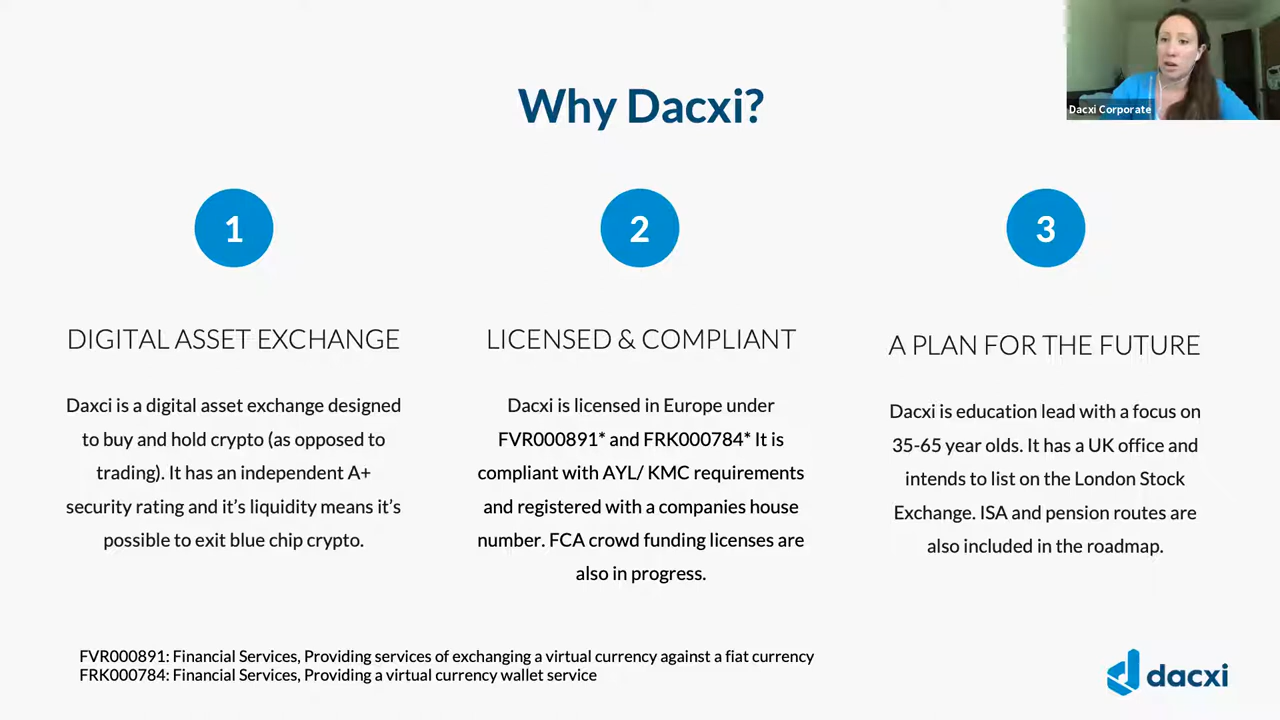 Dacxi Corporate
Why Dacxi?
1
DIGITAL ASSET EXCHANGE
Daxci is a digital asset exchange designed
to buy and hold crypto (as opposed to
trading). It has an independent A+
security rating and it's liquidity means it's
possible to exit blue chip crypto.
2
LICENSED & COMPLIANT
Dacxi is licensed in Europe under
FVR000891* and FRK000784* It is
compliant with AYL/ KMC requirements
and registered with a companies house
number. FCA crowd funding licenses are
also in progress.
3
A PLAN FOR THE FUTURE
Dacxi is education lead with a focus on
35-65 year olds. It has a UK office and
intends to list on the London Stock
Exchange. ISA and pension routes are
also included in the roadmap.
FVR000891: Financial Services, Providing services of exchanging a virtual currency against a fiat currency
FRK000784: Financial Services, Providing a virtual currency wallet service
dacxi